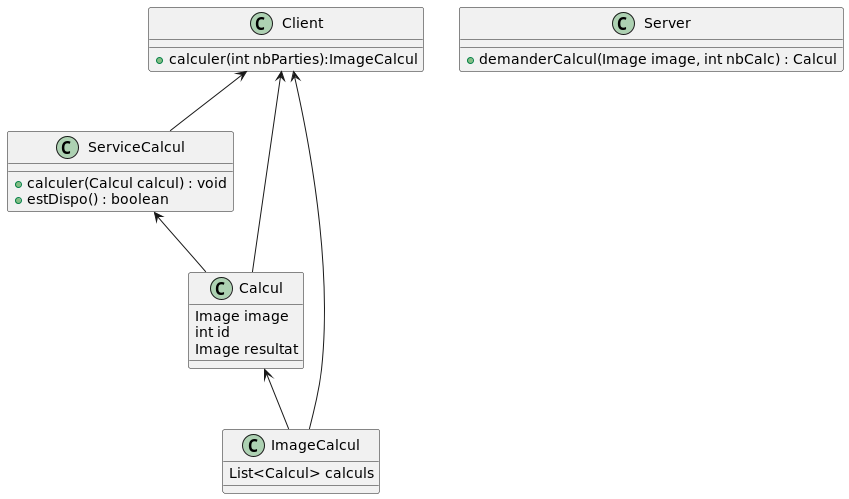 C Client
+ calculer(int nbParties):ImageCalcul
C Server
demanderCalcul(Image image, int nbCalc) : Calcul
C ServiceCalcul
calculer(Calcul calcul) : void
estDispo() : boolean
C Calcul
Image image
int id
Image resultat
C ImageCalcul
List<Calcul> calculs